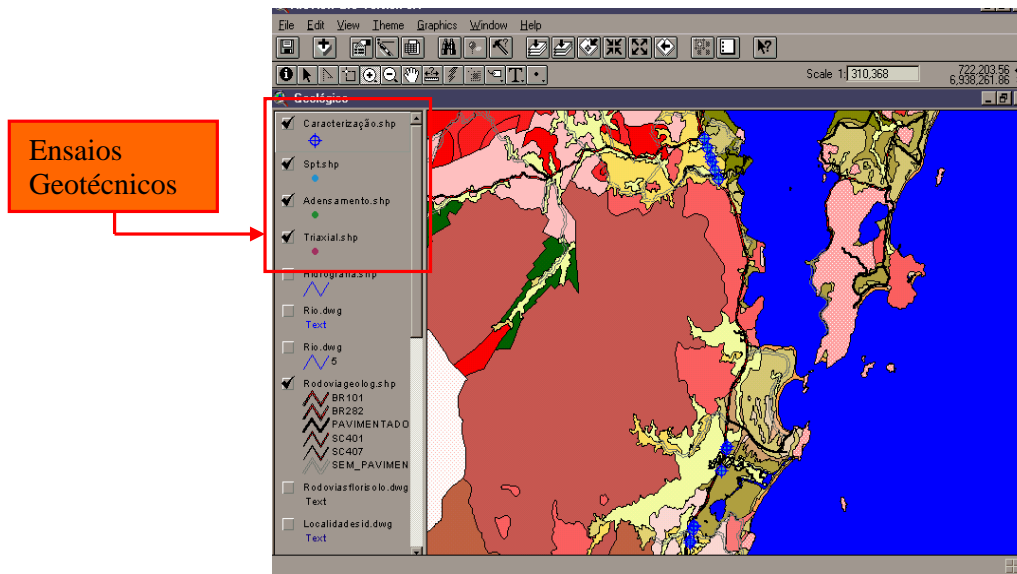 File Edit View Theme Graphics Window Help
Scale 1: 310,368
722,203.56
6,938,261.86
Geológico
Ensaios
Geotécnicos
Caracterização.shp
Spt.shp
Adensamento.shp
Triaxial.shp
Hidrografia.shp
Rio.dwg
Text
Rio.dwg
5
Rodoviageolog.shp
BR101
BR282
PAVIMENTADO
SC401
SC407
SEM_PAVIMEN
Rodoviasflorisolo.dwg
Text
Localidadesid.dwg
Text